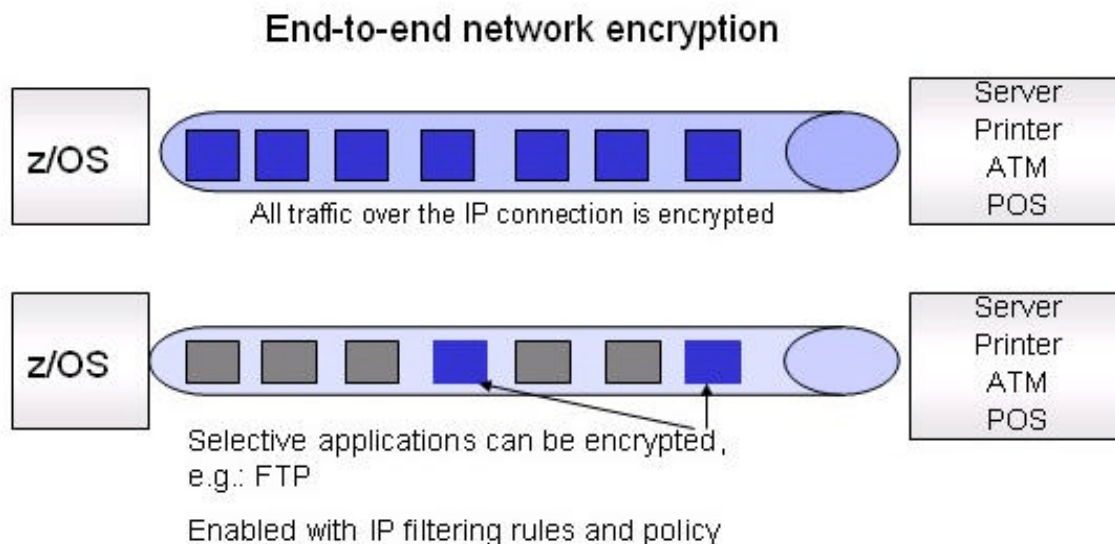 End-to-end network encryption
z/OS
Server
Printer
ATM
POS
All traffic over the IP connection is encrypted
z/OS
Server
Printer
ATM
POS
Selective applications can be encrypted,
e.g.: FTP
Enabled with IP filtering rules and policy